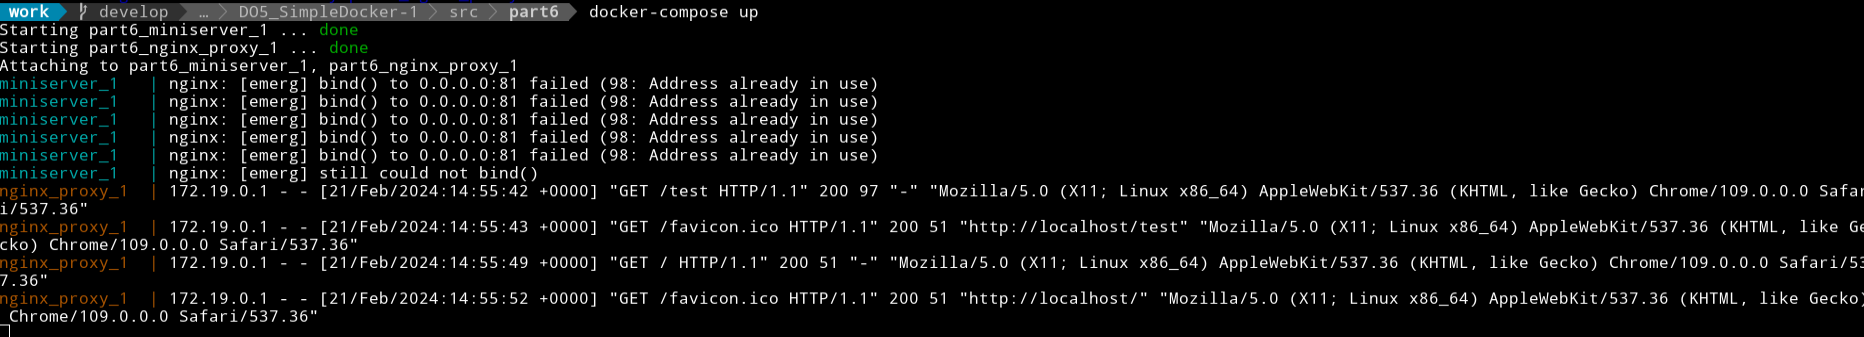 work develop … DO5_SimpleDocker-1 src part6 docker-compose up
Starting part6_miniserver_1 ... done
Starting part6_nginx_proxy_1 ... done
Attaching to part6_miniserver_1, part6_nginx_proxy_1
miniserver_1   | nginx: [emerg] bind() to 0.0.0.0:81 failed (98: Address already in use)
miniserver_1   | nginx: [emerg] bind() to 0.0.0.0:81 failed (98: Address already in use)
miniserver_1   | nginx: [emerg] bind() to 0.0.0.0:81 failed (98: Address already in use)
miniserver_1   | nginx: [emerg] bind() to 0.0.0.0:81 failed (98: Address already in use)
miniserver_1   | nginx: [emerg] bind() to 0.0.0.0:81 failed (98: Address already in use)
miniserver_1   | nginx: [emerg] still could not bind()
nginx_proxy_1  | 172.19.0.1 - - [21/Feb/2024:14:55:42 +0000] "GET /test HTTP/1.1" 200 97 "-" "Mozilla/5.0 (X11; Linux x86_64) AppleWebKit/537.36 (KHTML, like Gecko) Chrome/109.0.0.0 Safar
i/537.36"
nginx_proxy_1  | 172.19.0.1 - - [21/Feb/2024:14:55:43 +0000] "GET /favicon.ico HTTP/1.1" 200 51 "http://localhost/test" "Mozilla/5.0 (X11; Linux x86_64) AppleWebKit/537.36 (KHTML, like Ge
cko) Chrome/109.0.0.0 Safari/537.36"
nginx_proxy_1  | 172.19.0.1 - - [21/Feb/2024:14:55:49 +0000] "GET / HTTP/1.1" 200 51 "-" "Mozilla/5.0 (X11; Linux x86_64) AppleWebKit/537.36 (KHTML, like Gecko) Chrome/109.0.0.0 Safari/53
7.36"
nginx_proxy_1  | 172.19.0.1 - - [21/Feb/2024:14:55:52 +0000] "GET /favicon.ico HTTP/1.1" 200 51 "http://localhost/" "Mozilla/5.0 (X11; Linux x86_64) AppleWebKit/537.36 (KHTML, like Gecko)
Chrome/109.0.0.0 Safari/537.36"